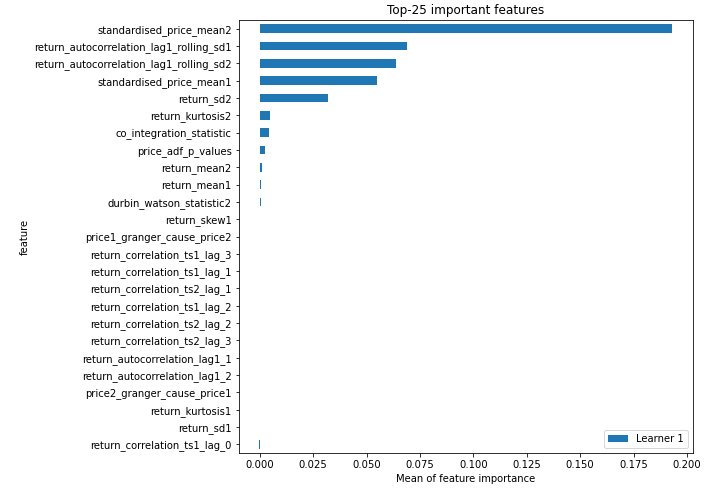 Top-25 important features
standardised_price_mean2
return_autocorrelation_lag1_rolling_sd1
return_autocorrelation_lag1_rolling_sd2
standardised_price_mean1
return_sd2
return_kurtosis2
co_integration_statistic
price_adf_p_values
return_mean2
return_mean1
durbin_watson_statistic2
return_skew1
price1_granger_cause_price2
return_correlation_ts1_lag_3
return_correlation_ts1_lag_1
return_correlation_ts2_lag_1
return_correlation_ts1_lag_2
return_correlation_ts2_lag_2
return_correlation_ts2_lag_3
return_autocorrelation_lag1_1
return_autocorrelation_lag1_2
price2_granger_cause_price1
return_kurtosis1
return_sd1
return_correlation_ts1_lag_0
feature
Learner 1
0.000 0.025 0.050 0.075 0.100 0.125 0.150 0.175 0.200
Mean of feature importance